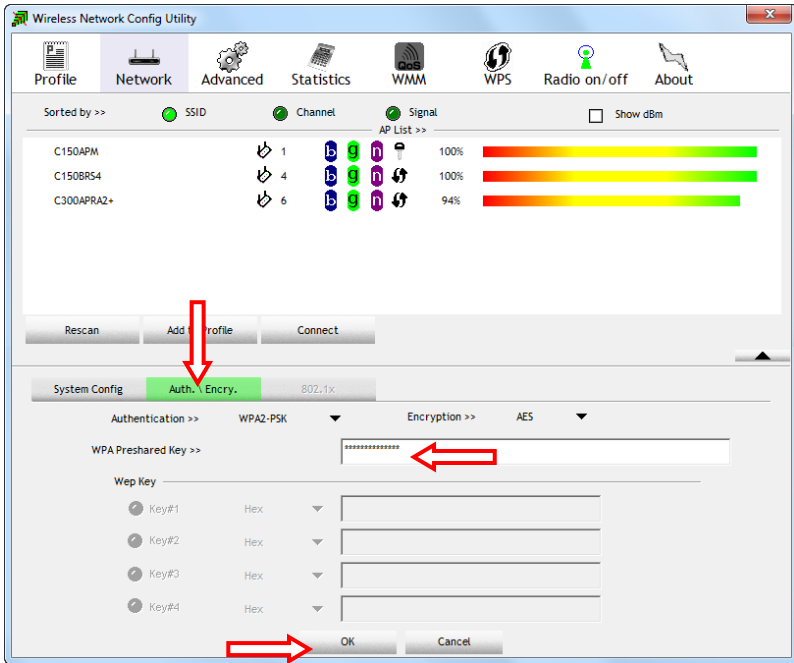 Wireless Network Config Utility
x
P
QoS
Profile Network Advanced Statistics WMM WPS Radio on/off About
Sorted by >> SSID Channel Signal Show dBm
AP List >>
C150APM 1 b g n 100%
C150BRS4 4 b g n 100%
C300APRA2+ 6 b g n 94%
Rescan Add Profile Connect
System Config Auth. \ Encry. 802.1x
Authentication >> WPA2-PSK Encryption >> AES
WPA Preshared Key >> **************
Wep Key
Key#1 Hex
Key#2 Hex
Key#3 Hex
Key#4 Hex
OK Cancel